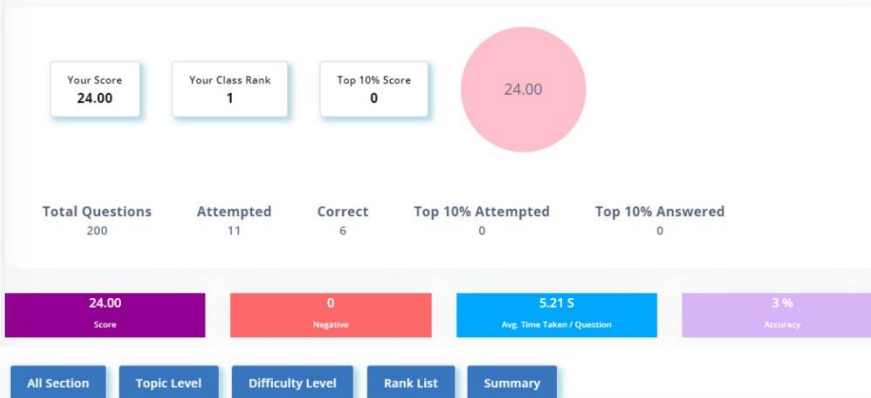 Your Score
24.00
Your Class Rank
1
Top 10% Score
0
24.00
Total Questions
200
Attempted
11
Correct
6
Top 10% Attempted
0
Top 10% Answered
0
24.00
Score
0
Negative
5.21 S
Avg. Time Taken / Question
3 %
Accuracy
All Section
Topic Level
Difficulty Level
Rank List
Summary